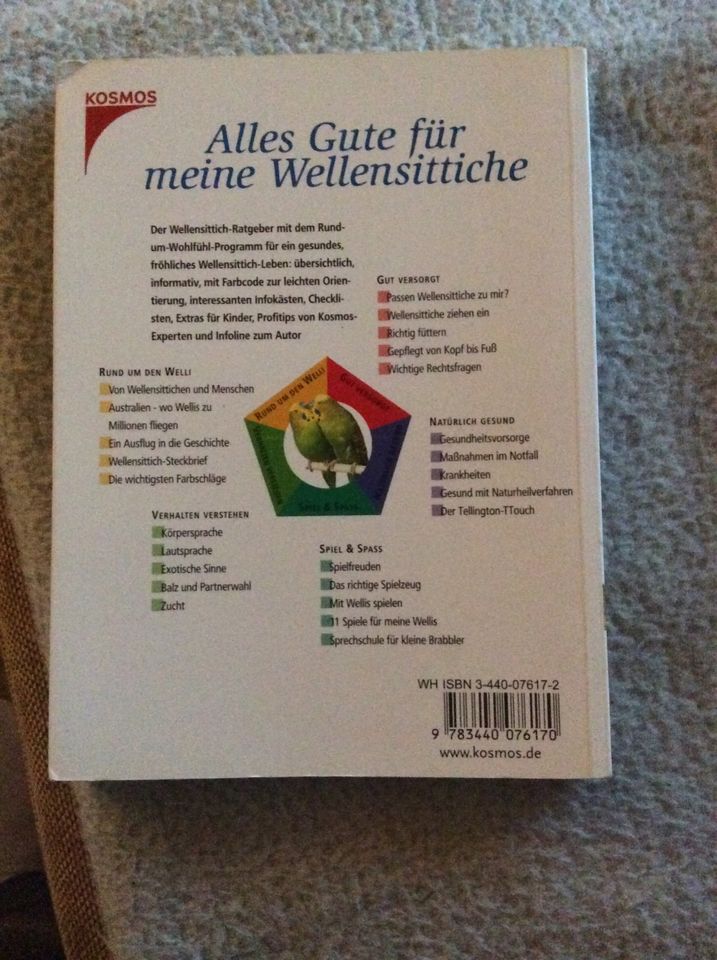 KOSMOS
Alles Gute für
meine Wellensittiche
Der Wellensittich-Ratgeber mit dem Rund-
um-Wohlfühl-Programm für ein gesundes,
fröhliches Wellensittich-Leben: übersichtlich,
informativ, mit Farbcode zur leichten Orien-
tierung, interessanten Infokästen, Checkli-
sten, Extras für Kinder, Profitips von Kosmos-
Experten und Infoline zum Autor
GUT VERSORGT
Passen Wellensittiche zu mir?
Wellensittiche ziehen ein
Richtig füttern
Gepflegt von Kopf bis Fuß
Wichtige Rechtsfragen
RUND UM DEN WELLI
Von Wellensittichen und Menschen
Australien - wo Wellis zu
Millionen fliegen
Ein Ausflug in die Geschichte
Wellensittich-Steckbrief
Die wichtigsten Farbschläge
RUND UM DEN WELLI
GUT VERSORGT
SPIEL & SPASS
NATÜRLICH GESUND
Gesundheitsvorsorge
Maßnahmen im Notfall
Krankheiten
Gesund mit Naturheilverfahren
Der Tellington-TTouch
VERHALTEN VERSTEHEN
Körpersprache
Lautsprache
Exotische Sinne
Balz und Partnerwahl
Zucht
SPIEL & SPASS
Spielfreuden
Das richtige Spielzeug
Mit Wellis spielen
11 Spiele für meine Wellis
Sprechschule für kleine Brabbler
WH ISBN 3-440-07617-2
9 783440 076170
www.kosmos.de